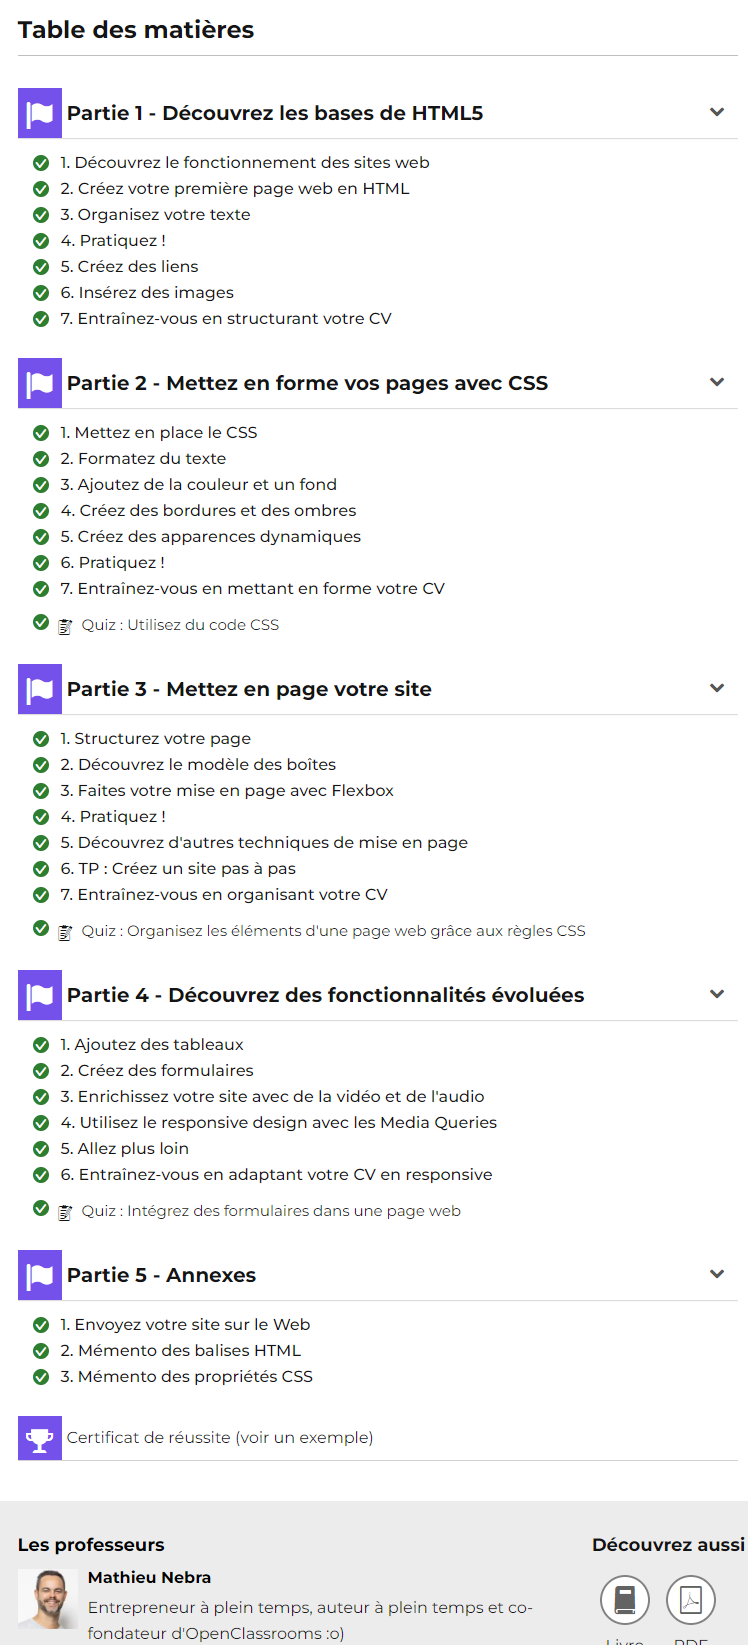 Table des matières
Partie 1 - Découvrez les bases de HTML5
1. Découvrez le fonctionnement des sites web
2. Créez votre première page web en HTML
3. Organisez votre texte
4. Pratiquez !
5. Créez des liens
6. Insérez des images
7. Entraînez-vous en structurant votre CV
Partie 2 - Mettez en forme vos pages avec CSS
1. Mettez en place le CSS
2. Formatez du texte
3. Ajoutez de la couleur et un fond
4. Créez des bordures et des ombres
5. Créez des apparences dynamiques
6. Pratiquez !
7. Entraînez-vous en mettant en forme votre CV
Quiz : Utilisez du code CSS
Partie 3 - Mettez en page votre site
1. Structurez votre page
2. Découvrez le modèle des boîtes
3. Faites votre mise en page avec Flexbox
4. Pratiquez !
5. Découvrez d'autres techniques de mise en page
6. TP : Créez un site pas à pas
7. Entraînez-vous en organisant votre CV
Quiz : Organisez les éléments d'une page web grâce aux règles CSS
Partie 4 - Découvrez des fonctionnalités évoluées
1. Ajoutez des tableaux
2. Créez des formulaires
3. Enrichissez votre site avec de la vidéo et de l'audio
4. Utilisez le responsive design avec les Media Queries
5. Allez plus loin
6. Entraînez-vous en adaptant votre CV en responsive
Quiz : Intégrez des formulaires dans une page web
Partie 5 - Annexes
1. Envoyez votre site sur le Web
2. Mémento des balises HTML
3. Mémento des propriétés CSS
Certificat de réussite (voir un exemple)
Les professeurs
Mathieu Nebra
Entrepreneur à plein temps, auteur à plein temps et co-
fondateur d'OpenClassrooms :o)
Découvrez aussi
Livre PDF